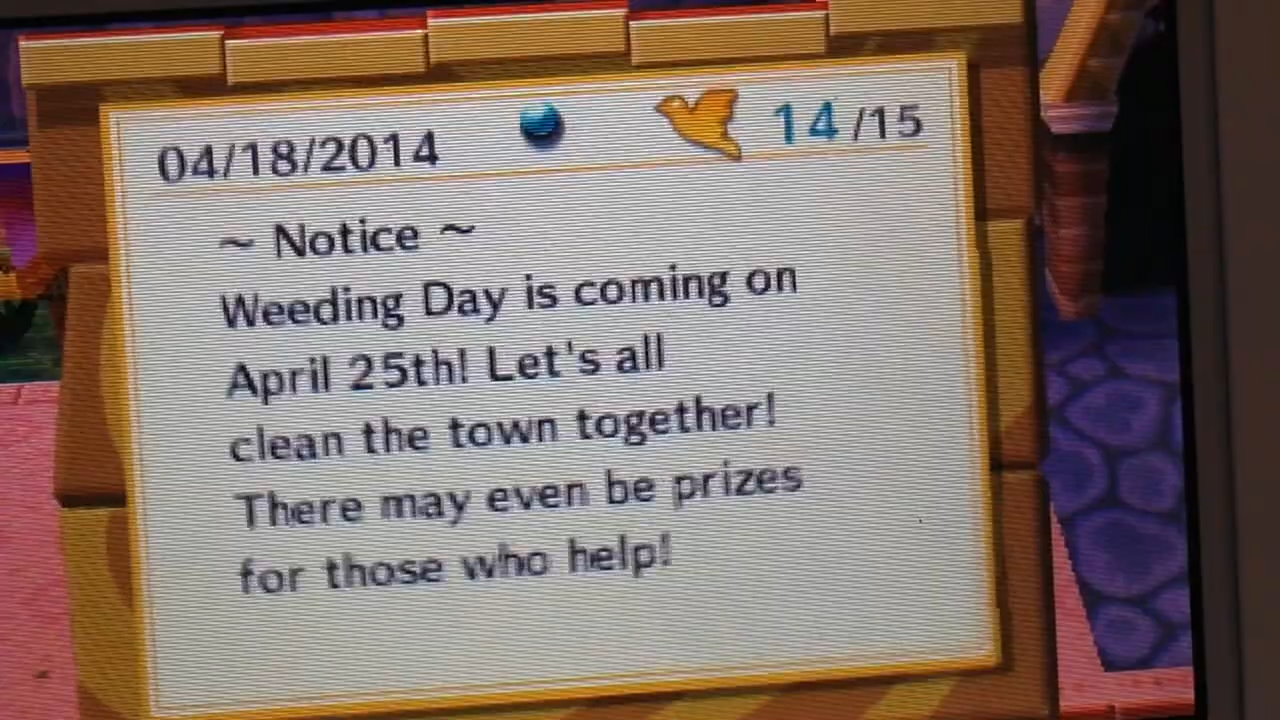 04/18/2014 14/15
~ Notice ~
Weeding Day is coming on
April 25th! Let's all
clean the town together!
There may even be prizes
for those who help!